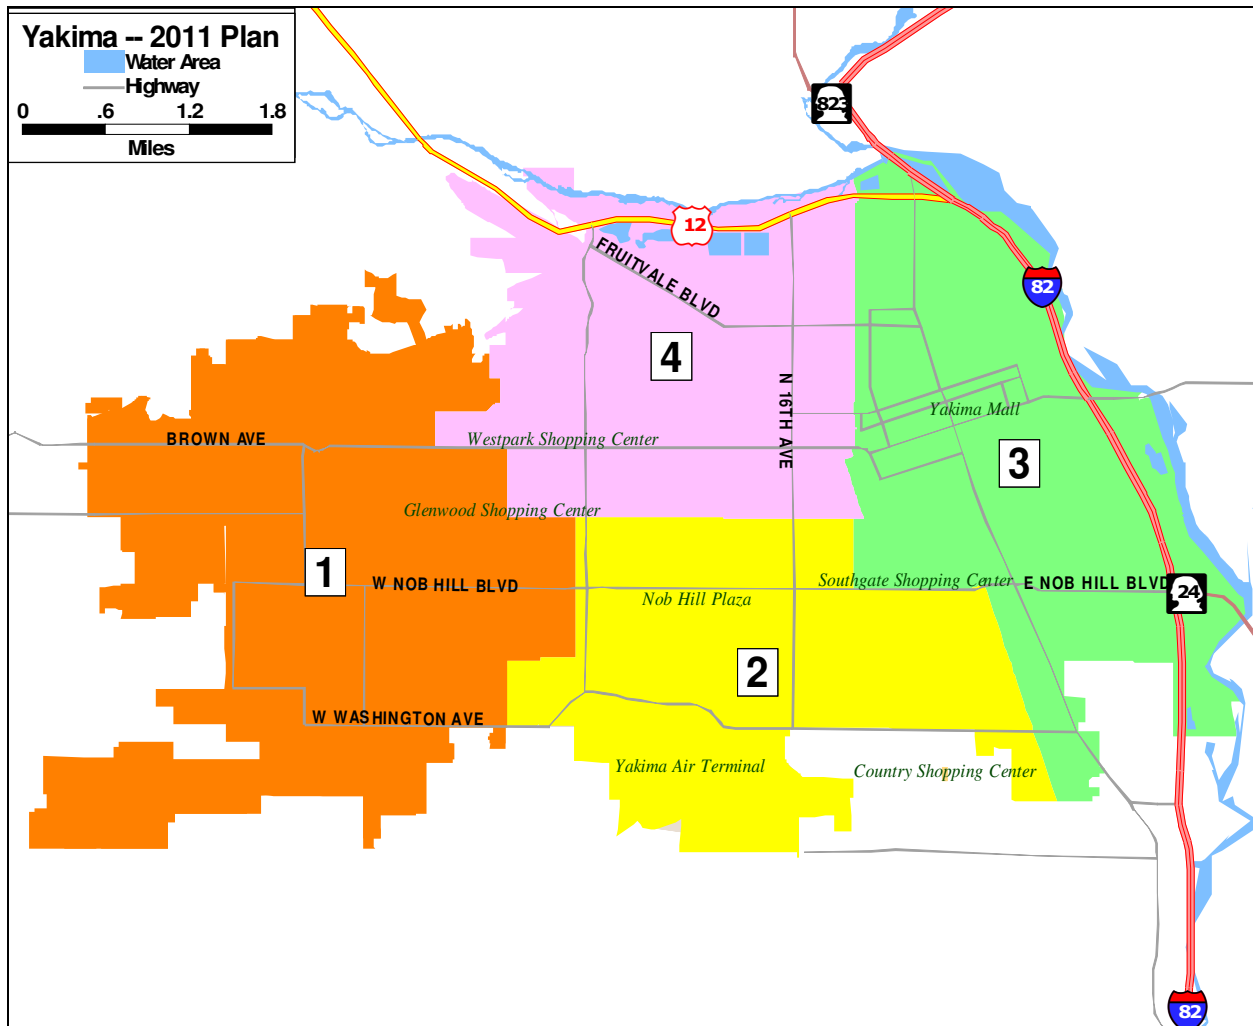 Yakima -- 2011 Plan
Water Area
Highway
0 .6 1.2 1.8
Miles
823
12
FRUITVALE BLVD
82
4
N 16TH AVE
Yakima Mall
BROWN AVE
Westpark Shopping Center
3
Glenwood Shopping Center
1
W NOB HILL BLVD
Southgate Shopping Center
E NOB HILL BLVD
24
Nob Hill Plaza
2
W WASHINGTON AVE
Yakima Air Terminal
Country Shopping Center
82